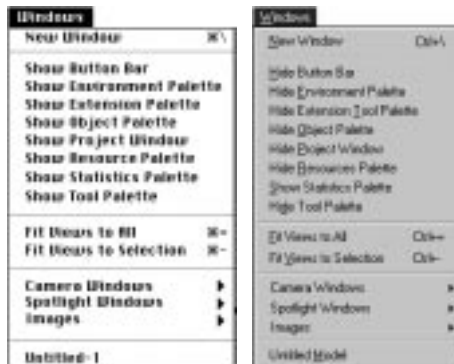 Windows
New Window ⌘\
Show Button Bar
Show Environment Palette
Show Extension Palette
Show Object Palette
Show Project Window
Show Resource Palette
Show Statistics Palette
Show Tool Palette
Fit Views to All ⌘=
Fit Views to Selection ⌘-
Camera Windows
Spotlight Windows
Images
Untitled-1
Windows
New Window Ctrl+\
Hide Button Bar
Hide Environment Palette
Hide Extension Tool Palette
Hide Object Palette
Hide Project Window
Hide Resources Palette
Show Statistics Palette
Hide Tool Palette
Fit Views to All
Fit Views to Selection
Camera Windows
Spotlight Windows
Images
Untitled Model